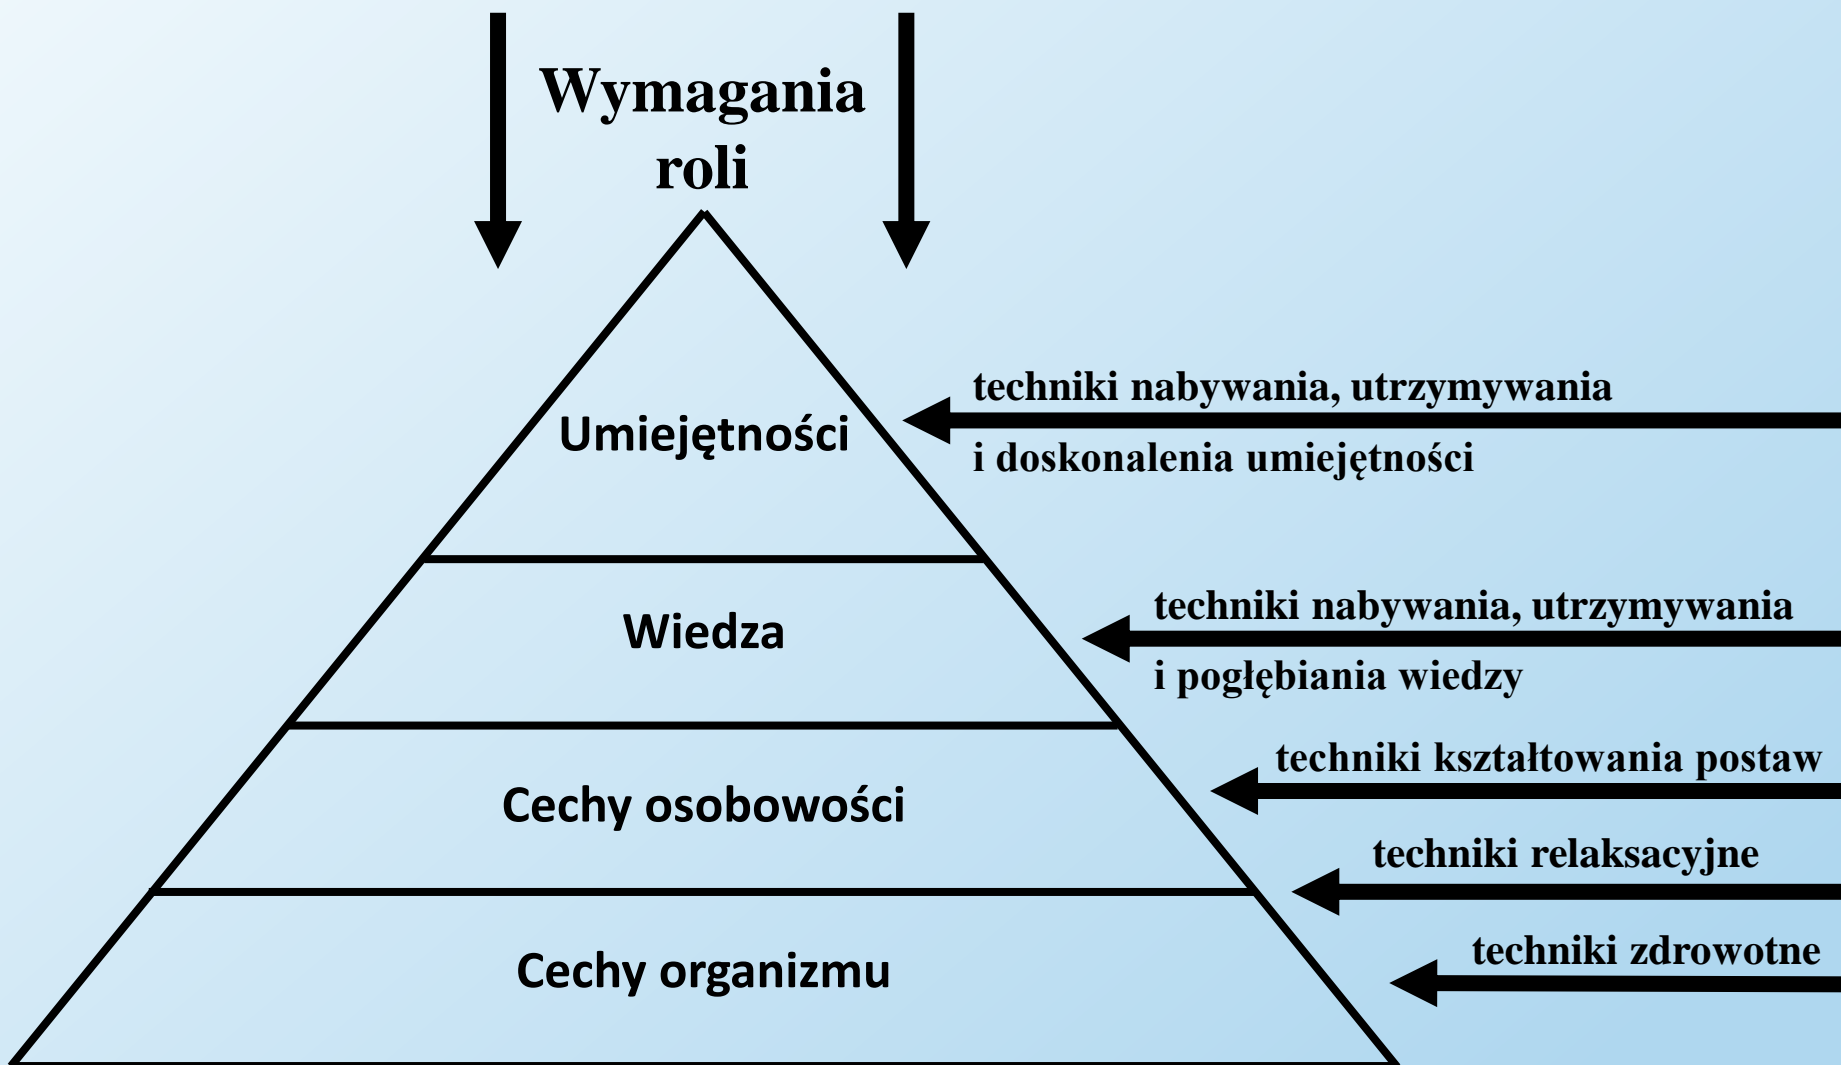 Wymagania
roli
techniki nabywania, utrzymywania
Umiejętności
i doskonalenia umiejętności
techniki nabywania, utrzymywania
Wiedza
i pogłębiania wiedzy
techniki kształtowania postaw
Cechy osobowości
techniki relaksacyjne
techniki zdrowotne
Cechy organizmu